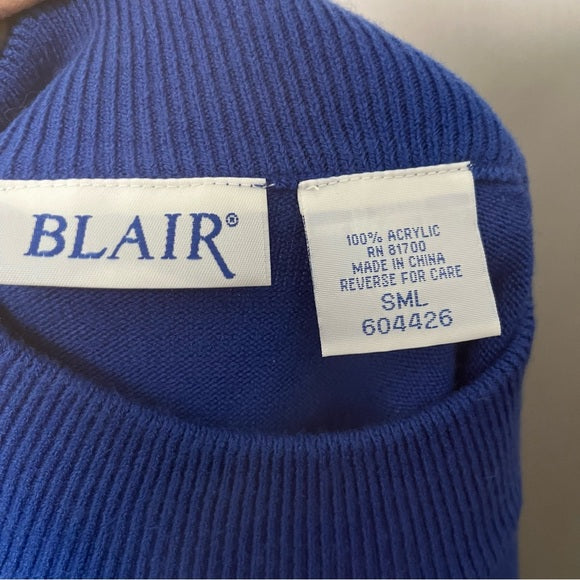 BLAIR®
100% ACRYLIC
RN 81700
MADE IN CHINA
REVERSE FOR CARE
SML
604426